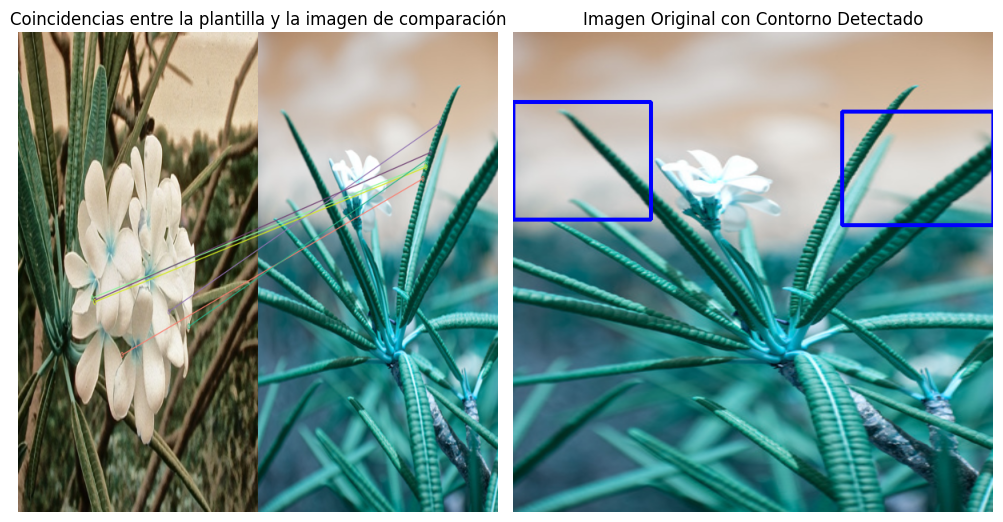 Coincidencias entre la plantilla y la imagen de comparación
Imagen Original con Contorno Detectado